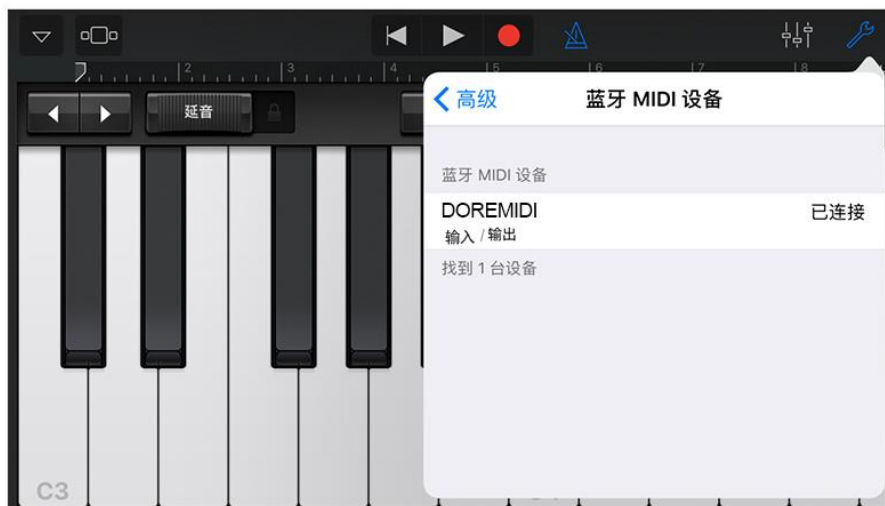 2 3 4 5 6 7 8
延音
高级 蓝牙 MIDI 设备
蓝牙 MIDI 设备
DOREMIDI 已连接
输入 / 输出
找到 1 台设备
C3